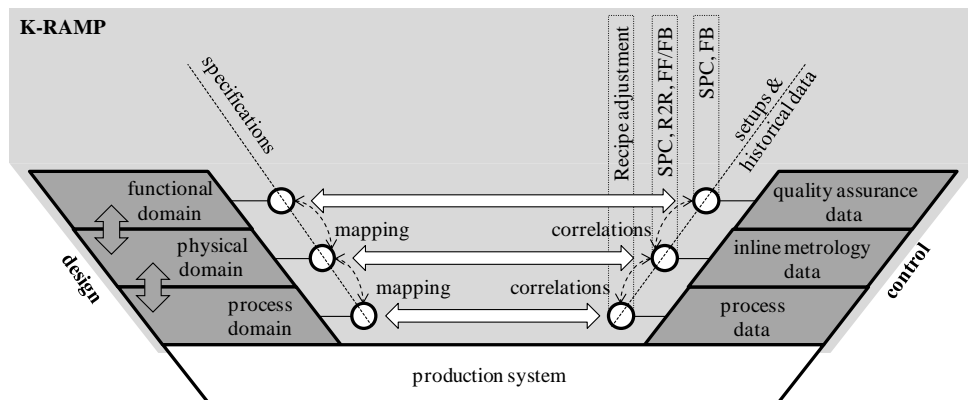 K-RAMP
specifications
Recipe adjustment
SPC, R2R, FF/FB
SPC, FB
setups &
historical data
functional
domain
quality assurance
data
mapping
correlations
physical
domain
inline metrology
data
mapping
correlations
process
domain
process
data
design
control
production system